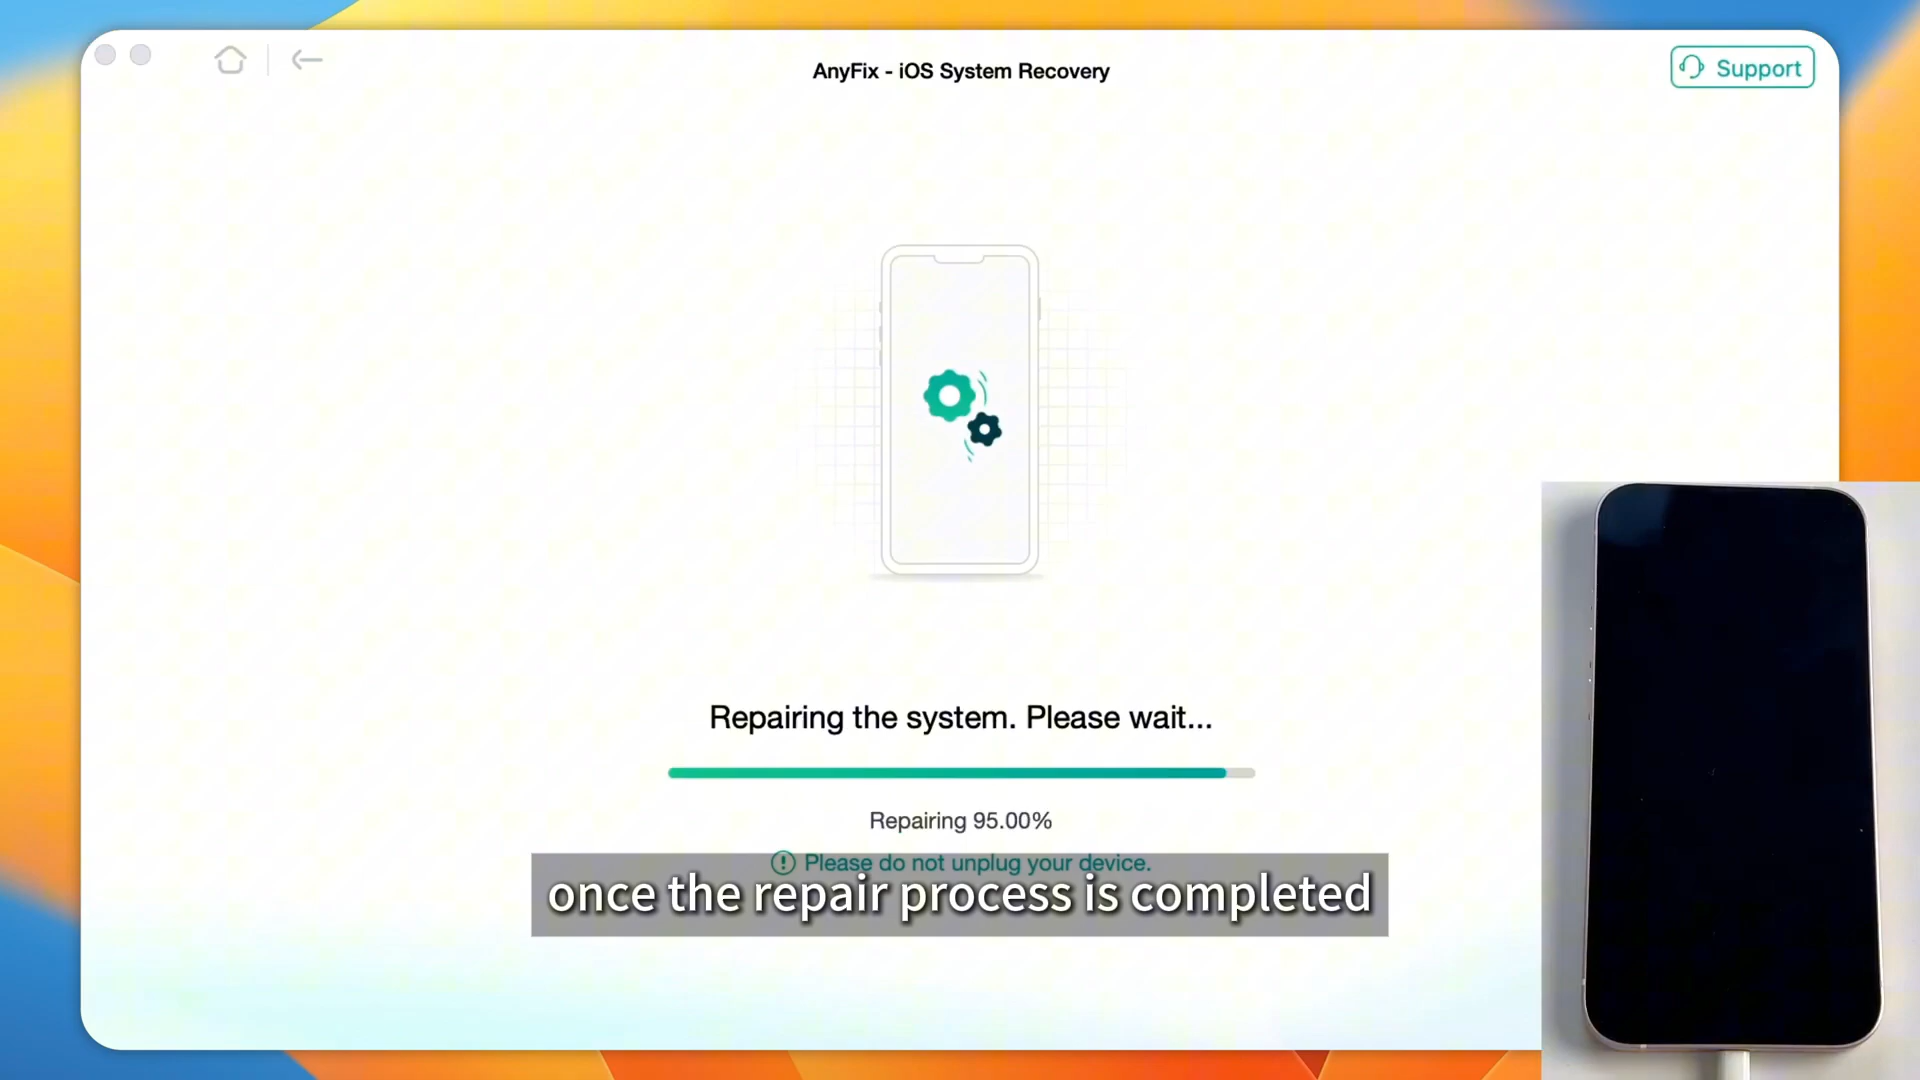 AnyFix - iOS System Recovery
Support
Repairing the system. Please wait...
Repairing 95.00%
Please do not unplug your device.
once the repair process is completed